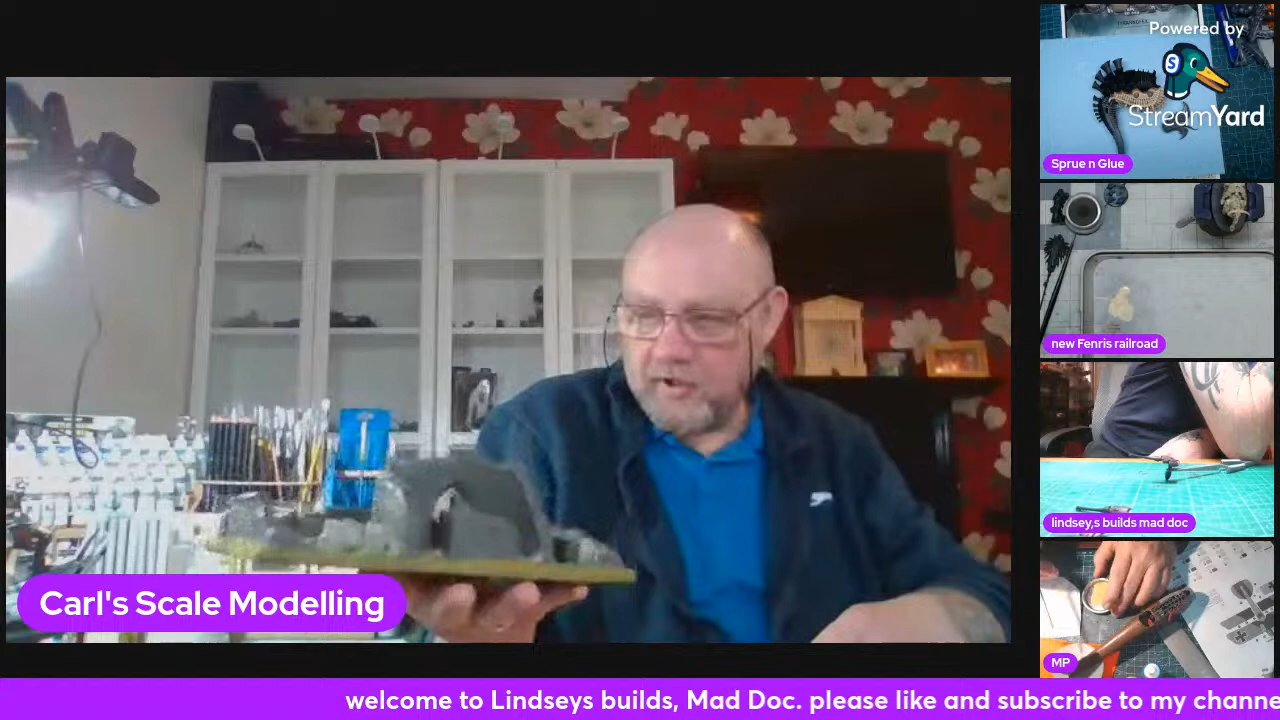 Powered by
StreamYard
Sprue n Glue
new Fenris railroad
lindsey,s builds mad doc
Carl's Scale Modelling
MP
welcome to Lindseys builds, Mad Doc. please like and subscribe to my channe